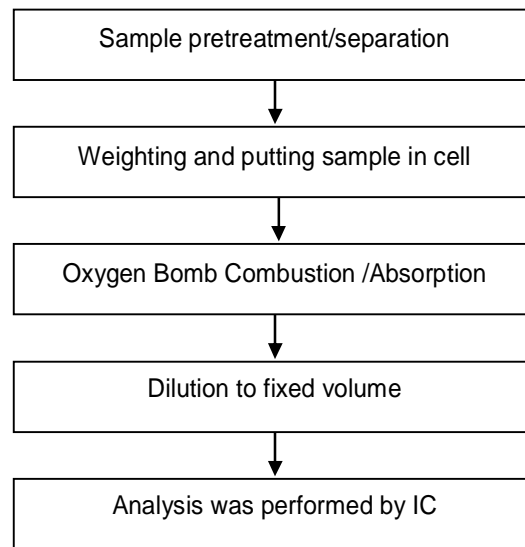 Sample pretreatment/separation
Weighting and putting sample in cell
Oxygen Bomb Combustion /Absorption
Dilution to fixed volume
Analysis was performed by IC